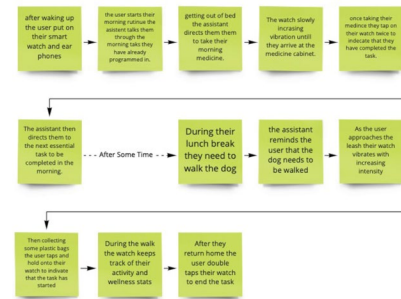 after waking up
the user put on
their smart
watch and ear
phones
the user starts their
morning rutinue the
asistent talks them
through the
morning taks they
have already
programmed in.
getting out of bed
the assistant
directs them them
to take their
morning
medicine.
The watch slowly
incrasing
vibration untill
they arrive at the
medicine cabinet.
once taking their
medince they tap on
their watch twice to
indecate that they
have completed the
task.
The assistant then
directs them to
the next essential
task to be
completed in the
morning.
After Some Time
During their
lunch break
they need to
walk the dog
the assistant
reminds the
user that the
dog needs to
be walked
As the user
approaches the
leash their watch
vibrates with
increasing
intensity
Then collecting
some plastic bags
the user taps and
hold onto their
watch to indivate
that the task has
started
During the walk
the watch keeps
track of their
activity and
wellness stats
After they
return home the
user double
taps their watch
to end the task